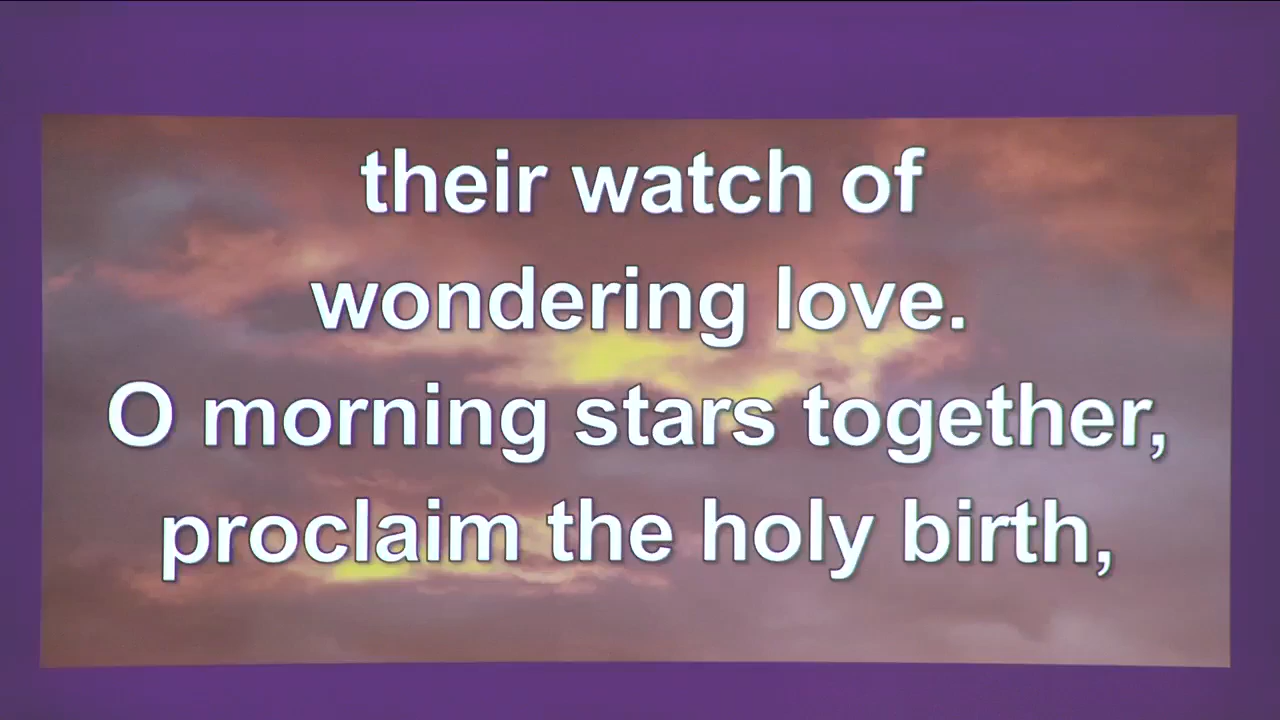 their watch of
wondering love.
O morning stars together,
proclaim the holy birth,